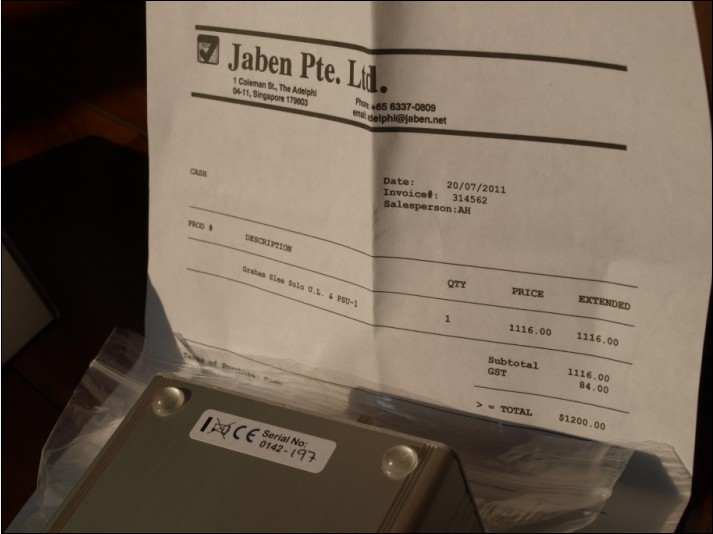 Jaben Pte. Ltd.
1 Coleman St., The Adelphi
04-11, Singapore 179803
Phone: +65 6337-0809
email: adelphi@jaben.net
CASH
Date: 20/07/2011
Invoice#: 314562
Salesperson:AH
PROD # DESCRIPTION QTY PRICE EXTENDED
Graham Slee Solo U.L. & PSU-1 1 1116.00 1116.00
Subtotal 1116.00
GST 84.00
> = TOTAL $1200.00
CE Serial No:
0142-197